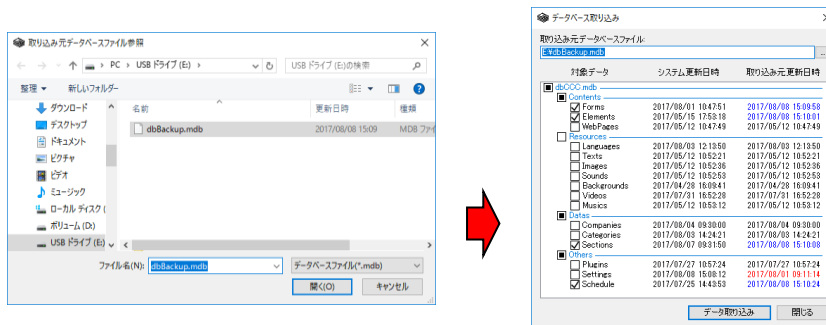 取り込み元データベースファイル参照
PC › USB ドライブ (E:) ›
USB ドライブ (E:)の検索
整理 新しいフォルダー
ダウンロード
デスクトップ
ドキュメント
ピクチャ
ビデオ
ミュージック
ローカル ディスク (
ボリューム (D:)
USB ドライブ (E:)
名前 更新日時 種類
dbBackup.mdb 2017/08/08 15:09 MDB ファイ
ファイル名(N): dbBackup.mdb データベースファイル(*.mdb)
開く(O) キャンセル
データベース取り込み
取り込み元データベースファイル:
E:¥dbBackup.mdb ...
対象データ システム更新日時 取り込み元更新日時
dbCCC.mdb
Contents
Forms 2017/08/01 10:47:51 2017/08/08 15:09:58
Elements 2017/05/15 17:53:18 2017/08/08 15:10:01
WebPages 2017/05/12 10:47:49 2017/05/12 10:47:49
Resources
Languages 2017/08/03 12:13:50 2017/08/03 12:13:50
Texts 2017/05/12 10:52:21 2017/05/12 10:52:21
Images 2017/05/12 10:52:36 2017/05/12 10:52:36
Sounds 2017/05/12 10:52:53 2017/05/12 10:52:53
Backgrounds 2017/04/28 16:09:41 2017/04/28 16:09:41
Videos 2017/07/31 16:52:28 2017/07/31 16:52:28
Musics 2017/05/12 10:53:12 2017/05/12 10:53:12
Datas
Companies 2017/08/04 09:30:00 2017/08/04 09:30:00
Categories 2017/08/03 14:24:21 2017/08/03 14:24:21
Sections 2017/08/07 09:31:50 2017/08/08 15:10:08
Others
Plugins 2017/07/27 10:57:24 2017/07/27 10:57:24
Settings 2017/08/08 15:08:12 2017/08/01 09:11:14
Schedule 2017/07/25 14:43:53 2017/08/08 15:10:24
データ取り込み 閉じる